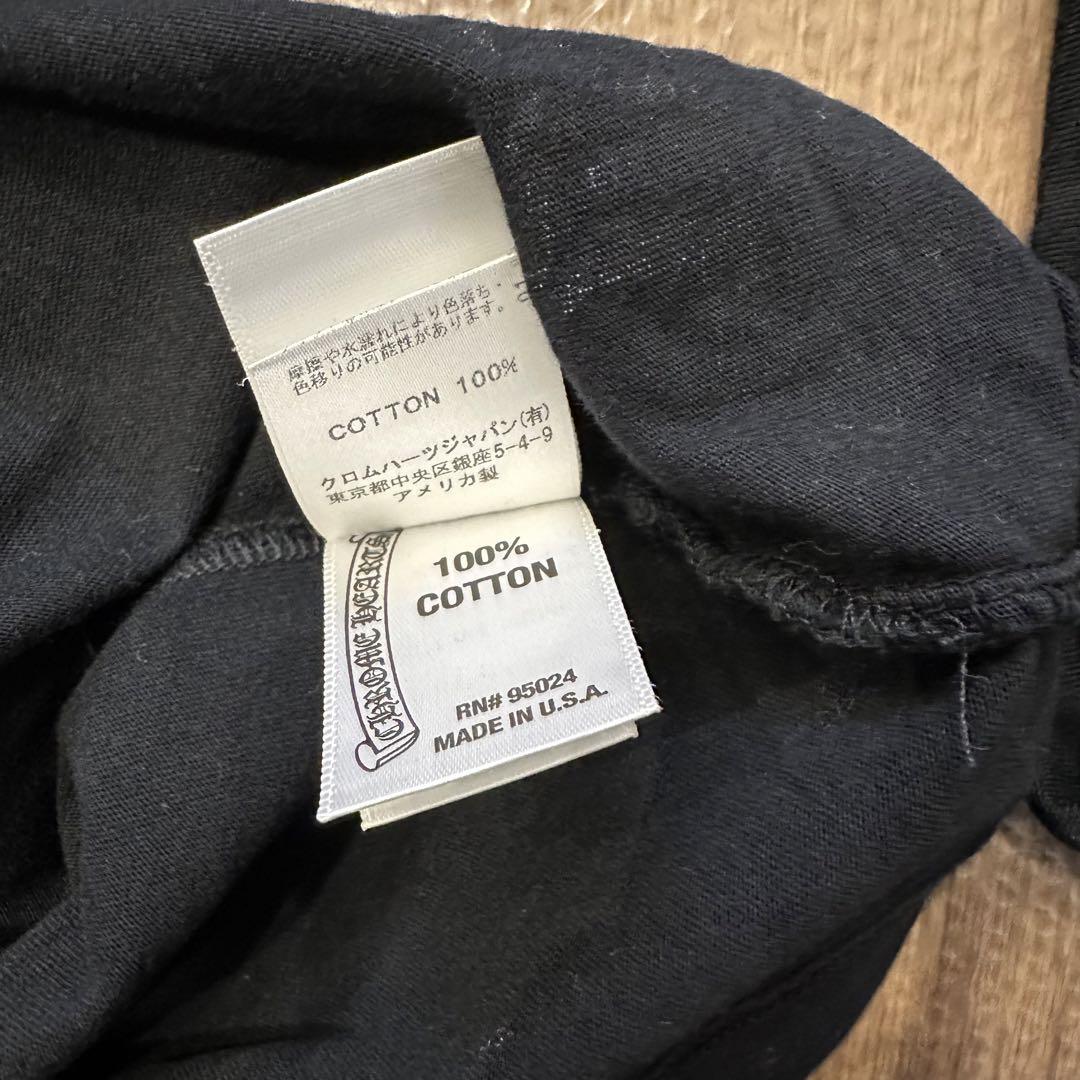 摩擦や水濡れにより色落ち・
色移りの可能性があります。
COTTON 100%
クロムハーツジャパン(有)
東京都中央区銀座5-4-9
アメリカ製
CHROME HEARTS
100%
COTTON
RN# 95024
MADE IN U.S.A.